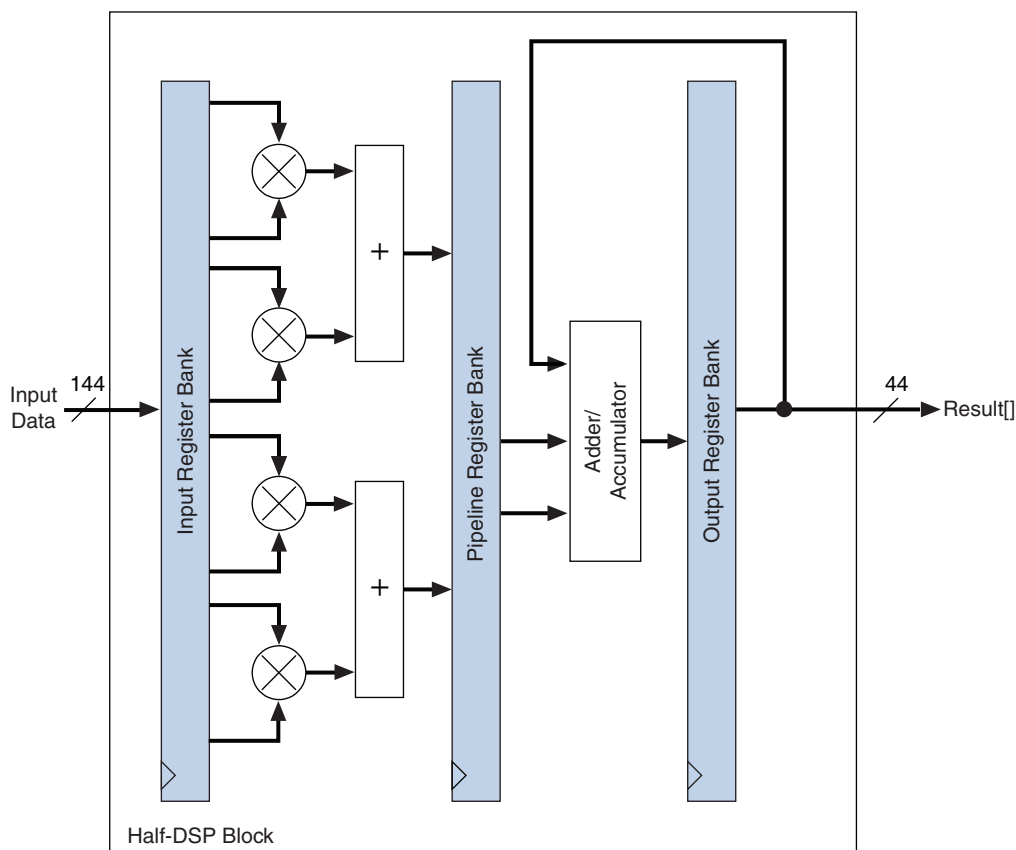 Input
Data
144
Input Register Bank
+
+
Pipeline Register Bank
Adder/
Accumulator
Output Register Bank
44
Result[]
Half-DSP Block